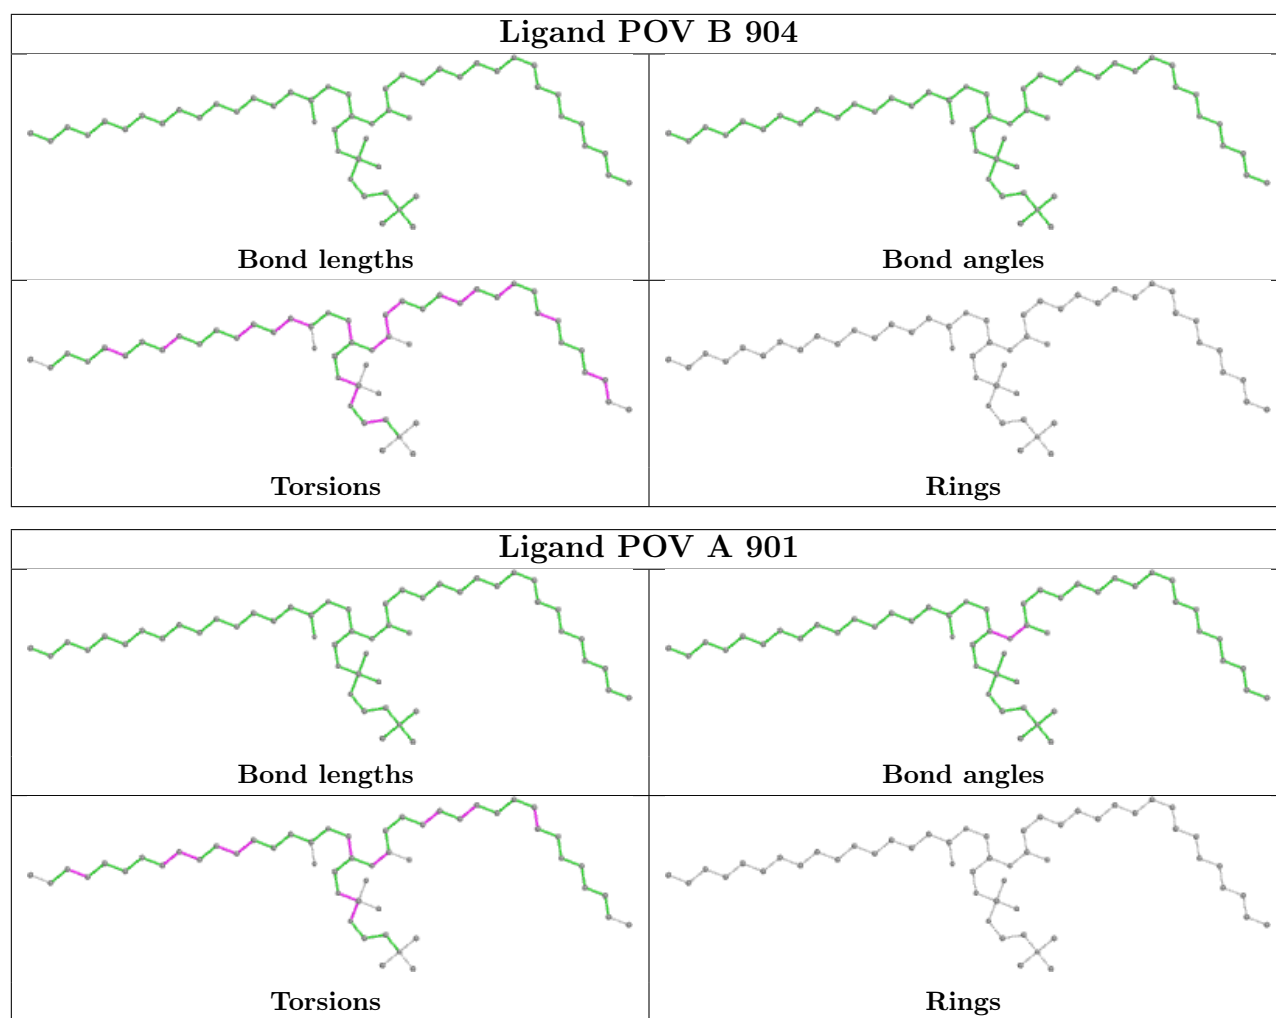 Ligand POV B 904
Bond lengths
Bond angles
Torsions
Rings
Ligand POV A 901
Bond lengths
Bond angles
Torsions
Rings